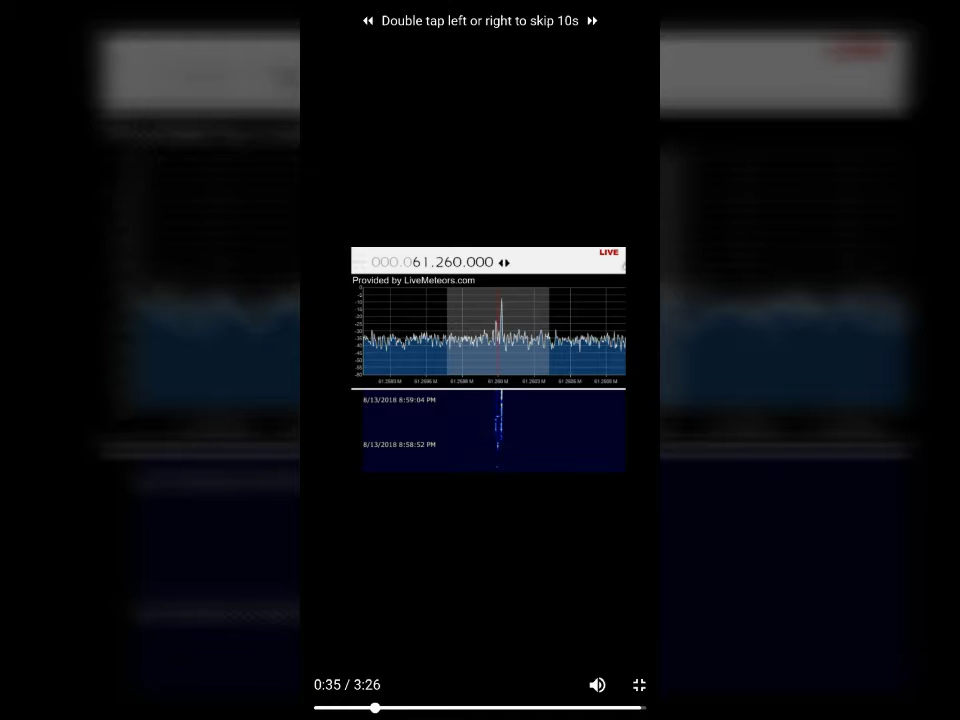 Double tap left or right to skip 10s
LIVE
000.061.260.000
Provided by LiveMeteors.com
8/13/2018 8:59:04 PM
8/13/2018 8:58:52 PM
0:35 / 3:26